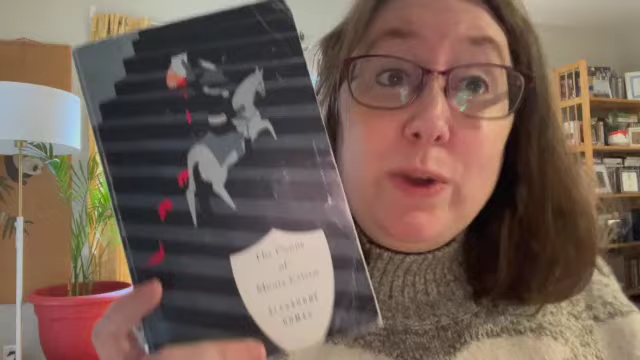 The Count
of
Monte Cristo
ALEXANDRE
DUMAS